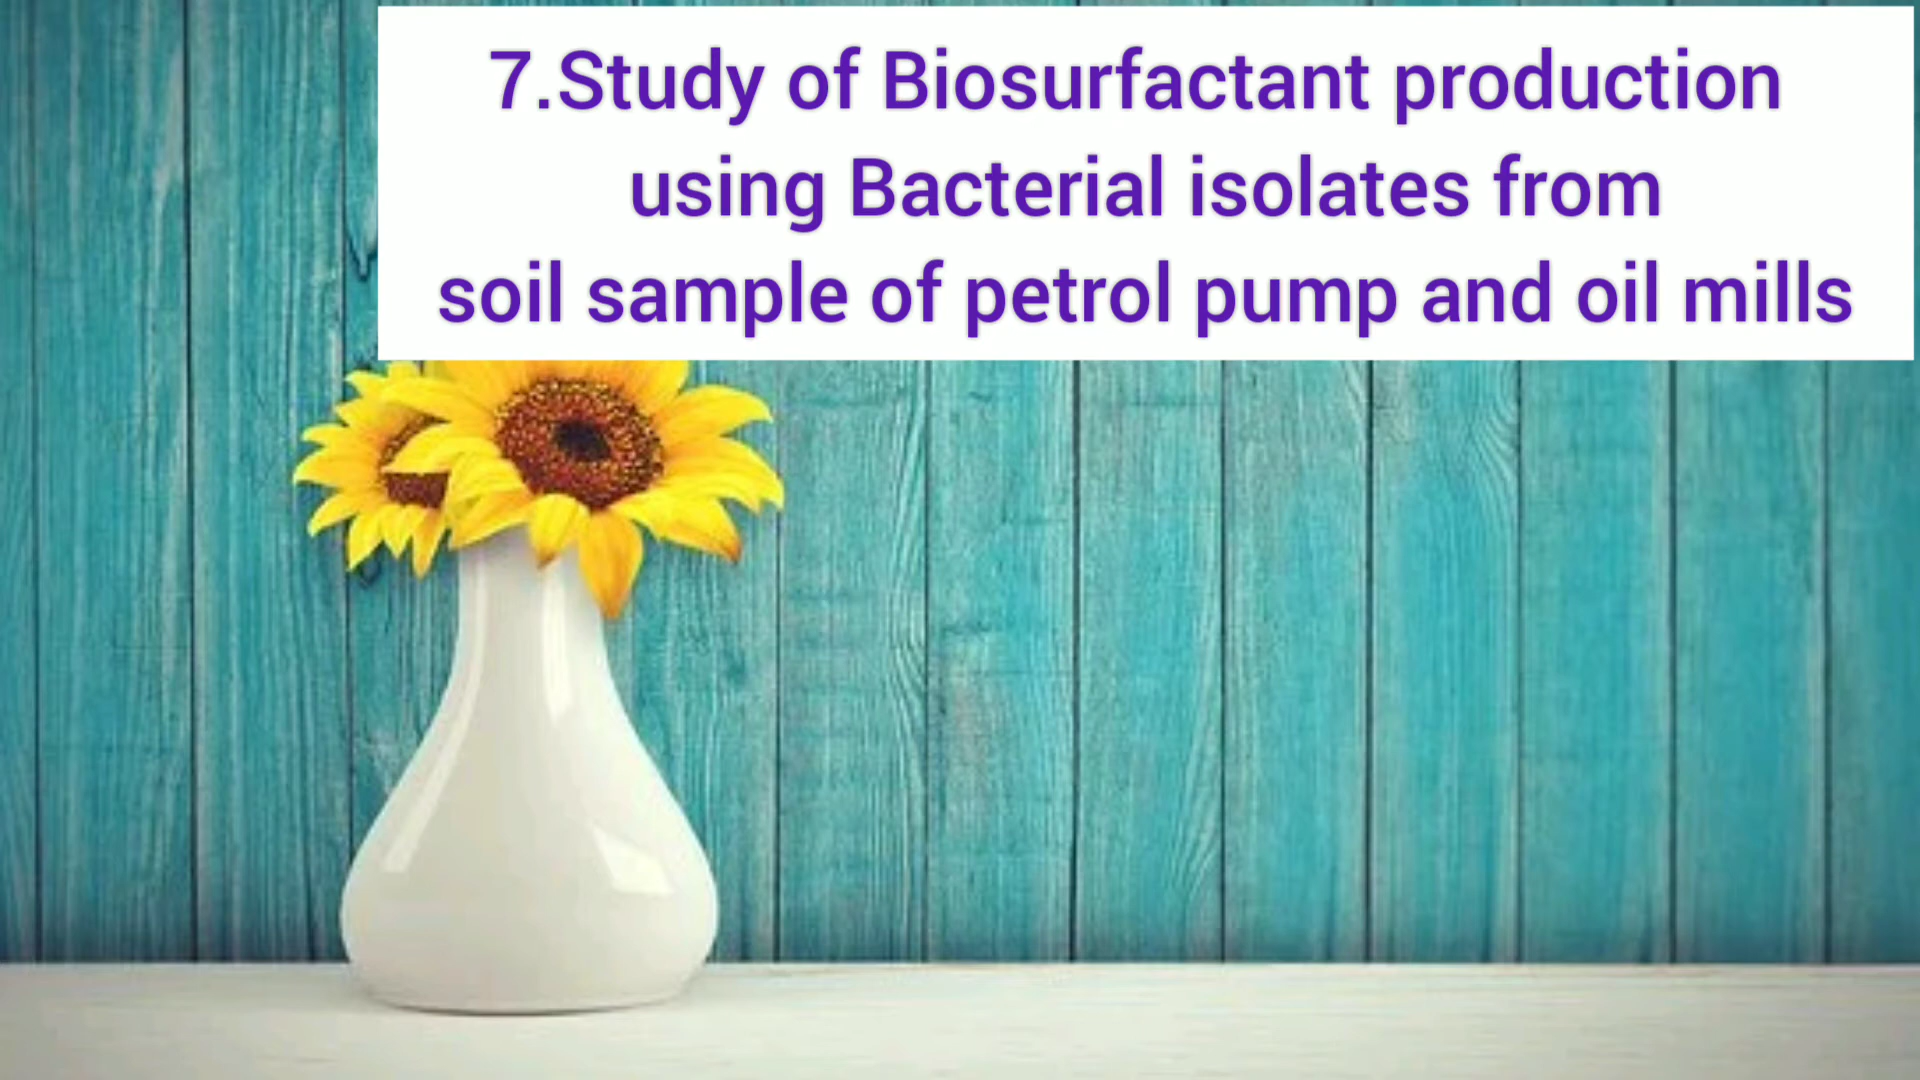 7.Study of Biosurfactant production
using Bacterial isolates from
soil sample of petrol pump and oil mills